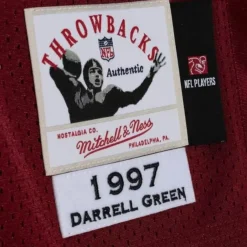 THROWBACKS
NFL
Authentic
NFL PLAYERS
NOSTALGIA CO.
Mitchell & Ness
PHILADELPHIA, PA.
1997
DARRELL GREEN